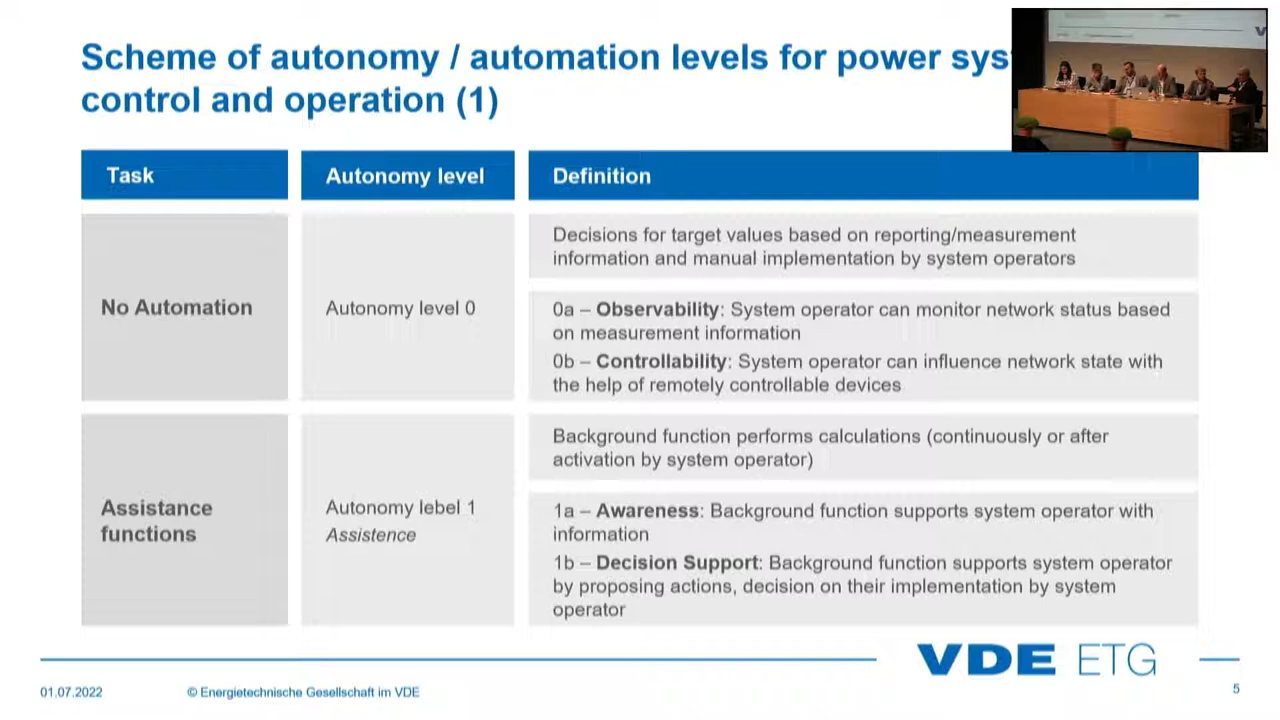 Scheme of autonomy / automation levels for power sys
control and operation (1)
Task
Autonomy level
Definition
No Automation
Autonomy level 0
Decisions for target values based on reporting/measurement
information and manual implementation by system operators
0a – Observability: System operator can monitor network status based
on measurement information
0b – Controllability: System operator can influence network state with
the help of remotely controllable devices
Assistance
functions
Autonomy lebel 1
Assistence
Background function performs calculations (continuously or after
activation by system operator)
1a – Awareness: Background function supports system operator with
information
1b – Decision Support: Background function supports system operator
by proposing actions, decision on their implementation by system
operator
VDE ETG
01.07.2022
© Energietechnische Gesellschaft im VDE
5